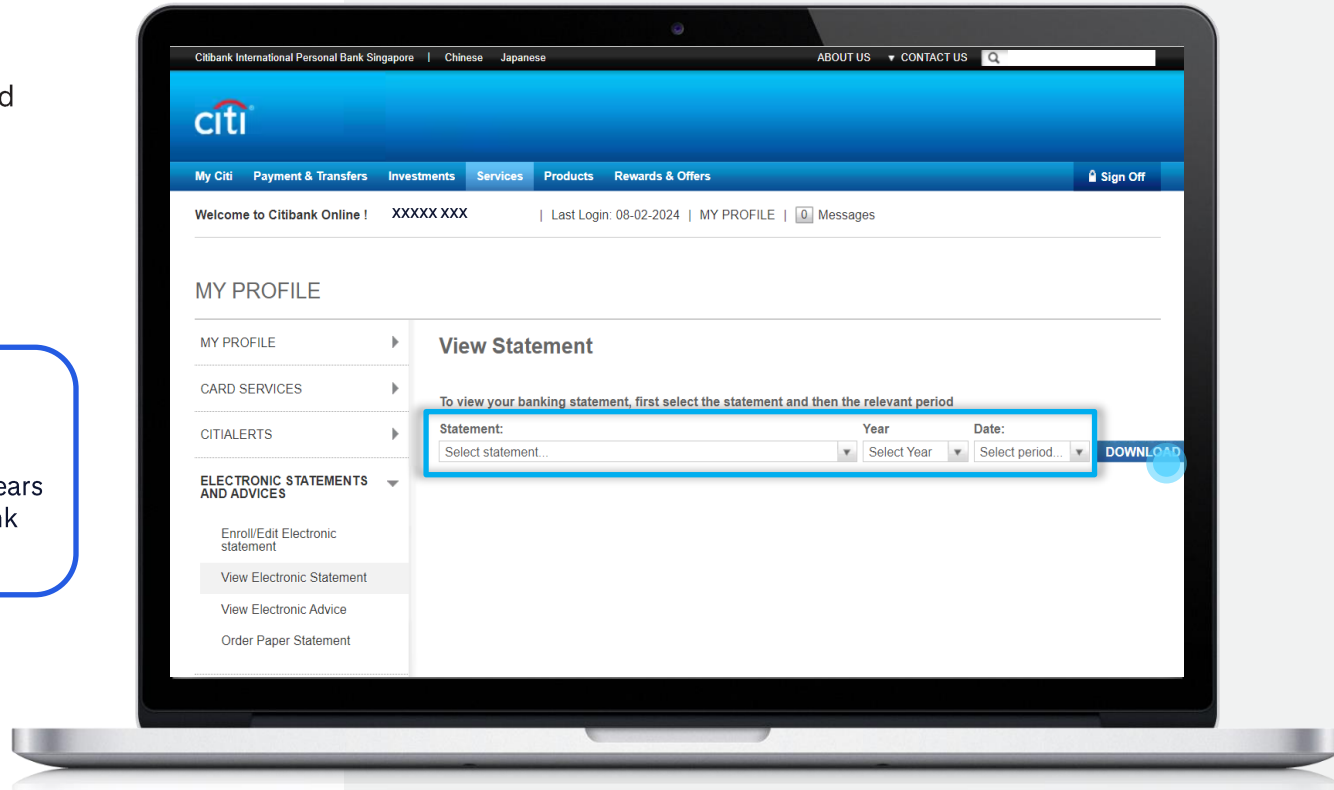 d
ears
nk
Citibank International Personal Bank Singapore | Chinese Japanese ABOUT US ▼ CONTACT US
citi
My Citi Payment & Transfers Investments Services Products Rewards & Offers Sign Off
Welcome to Citibank Online ! XXXXX XXX | Last Login: 08-02-2024 | MY PROFILE | 0 Messages
MY PROFILE
MY PROFILE
CARD SERVICES
CITIALERTS
ELECTRONIC STATEMENTS
AND ADVICES
Enroll/Edit Electronic
statement
View Electronic Statement
View Electronic Advice
Order Paper Statement
View Statement
To view your banking statement, first select the statement and then the relevant period
Statement: Year Date:
Select statement... Select Year Select period... DOWNLOAD